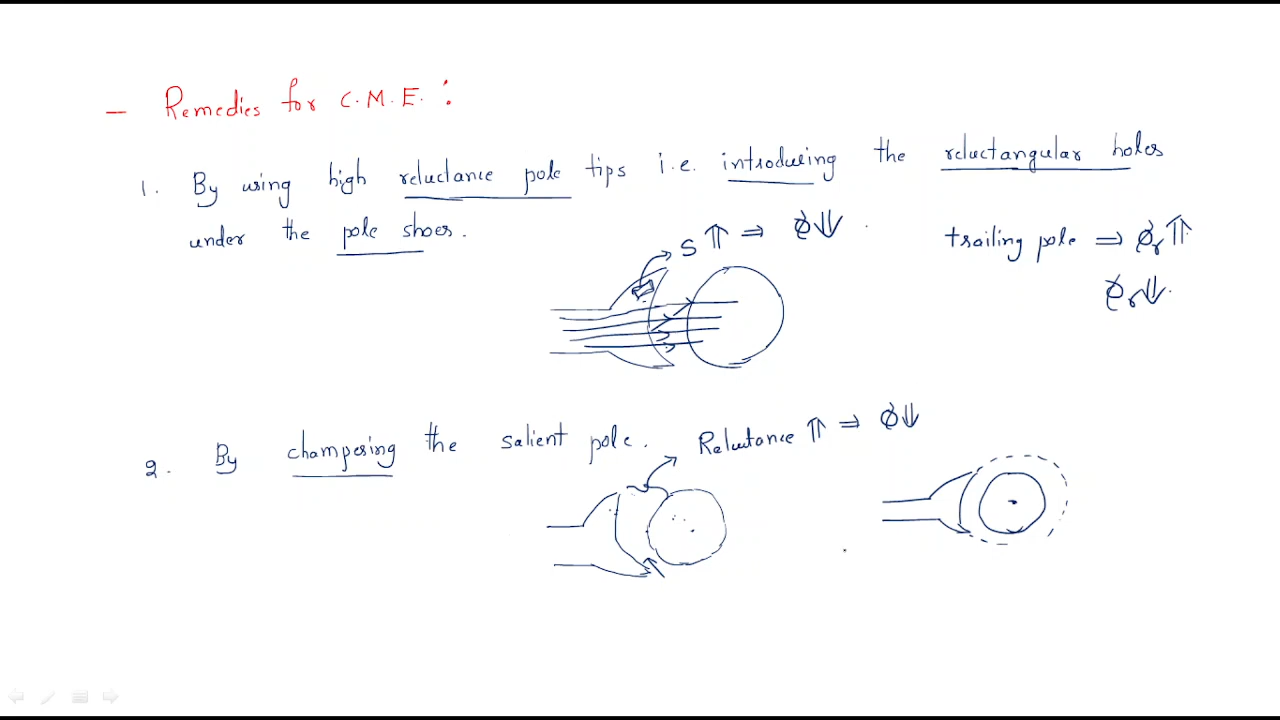 – Remedies for C.M.E. :
1. By using high reluctance pole tips i.e. introducing the reluctangular holes
under the pole shoes.
S ⇑ ⇒ ϕ ⇓
trailing pole ⇒ ϕr ⇑
ϕr ⇓
2. By champering the salient pole.
Reluctance ⇑ ⇒ ϕ ⇓